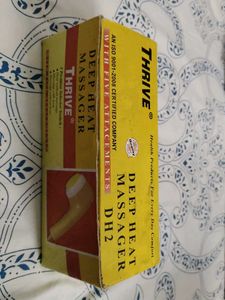 THRIVE®
Health Products For Every Day Comfort
DEEP HEAT
MASSAGER
DH2
AN ISO 9001-2008 CERTIFIED COMPANY
THRIVE®
DEEP HEAT
MASSAGER
WITH FIVE ATTACHMENTS